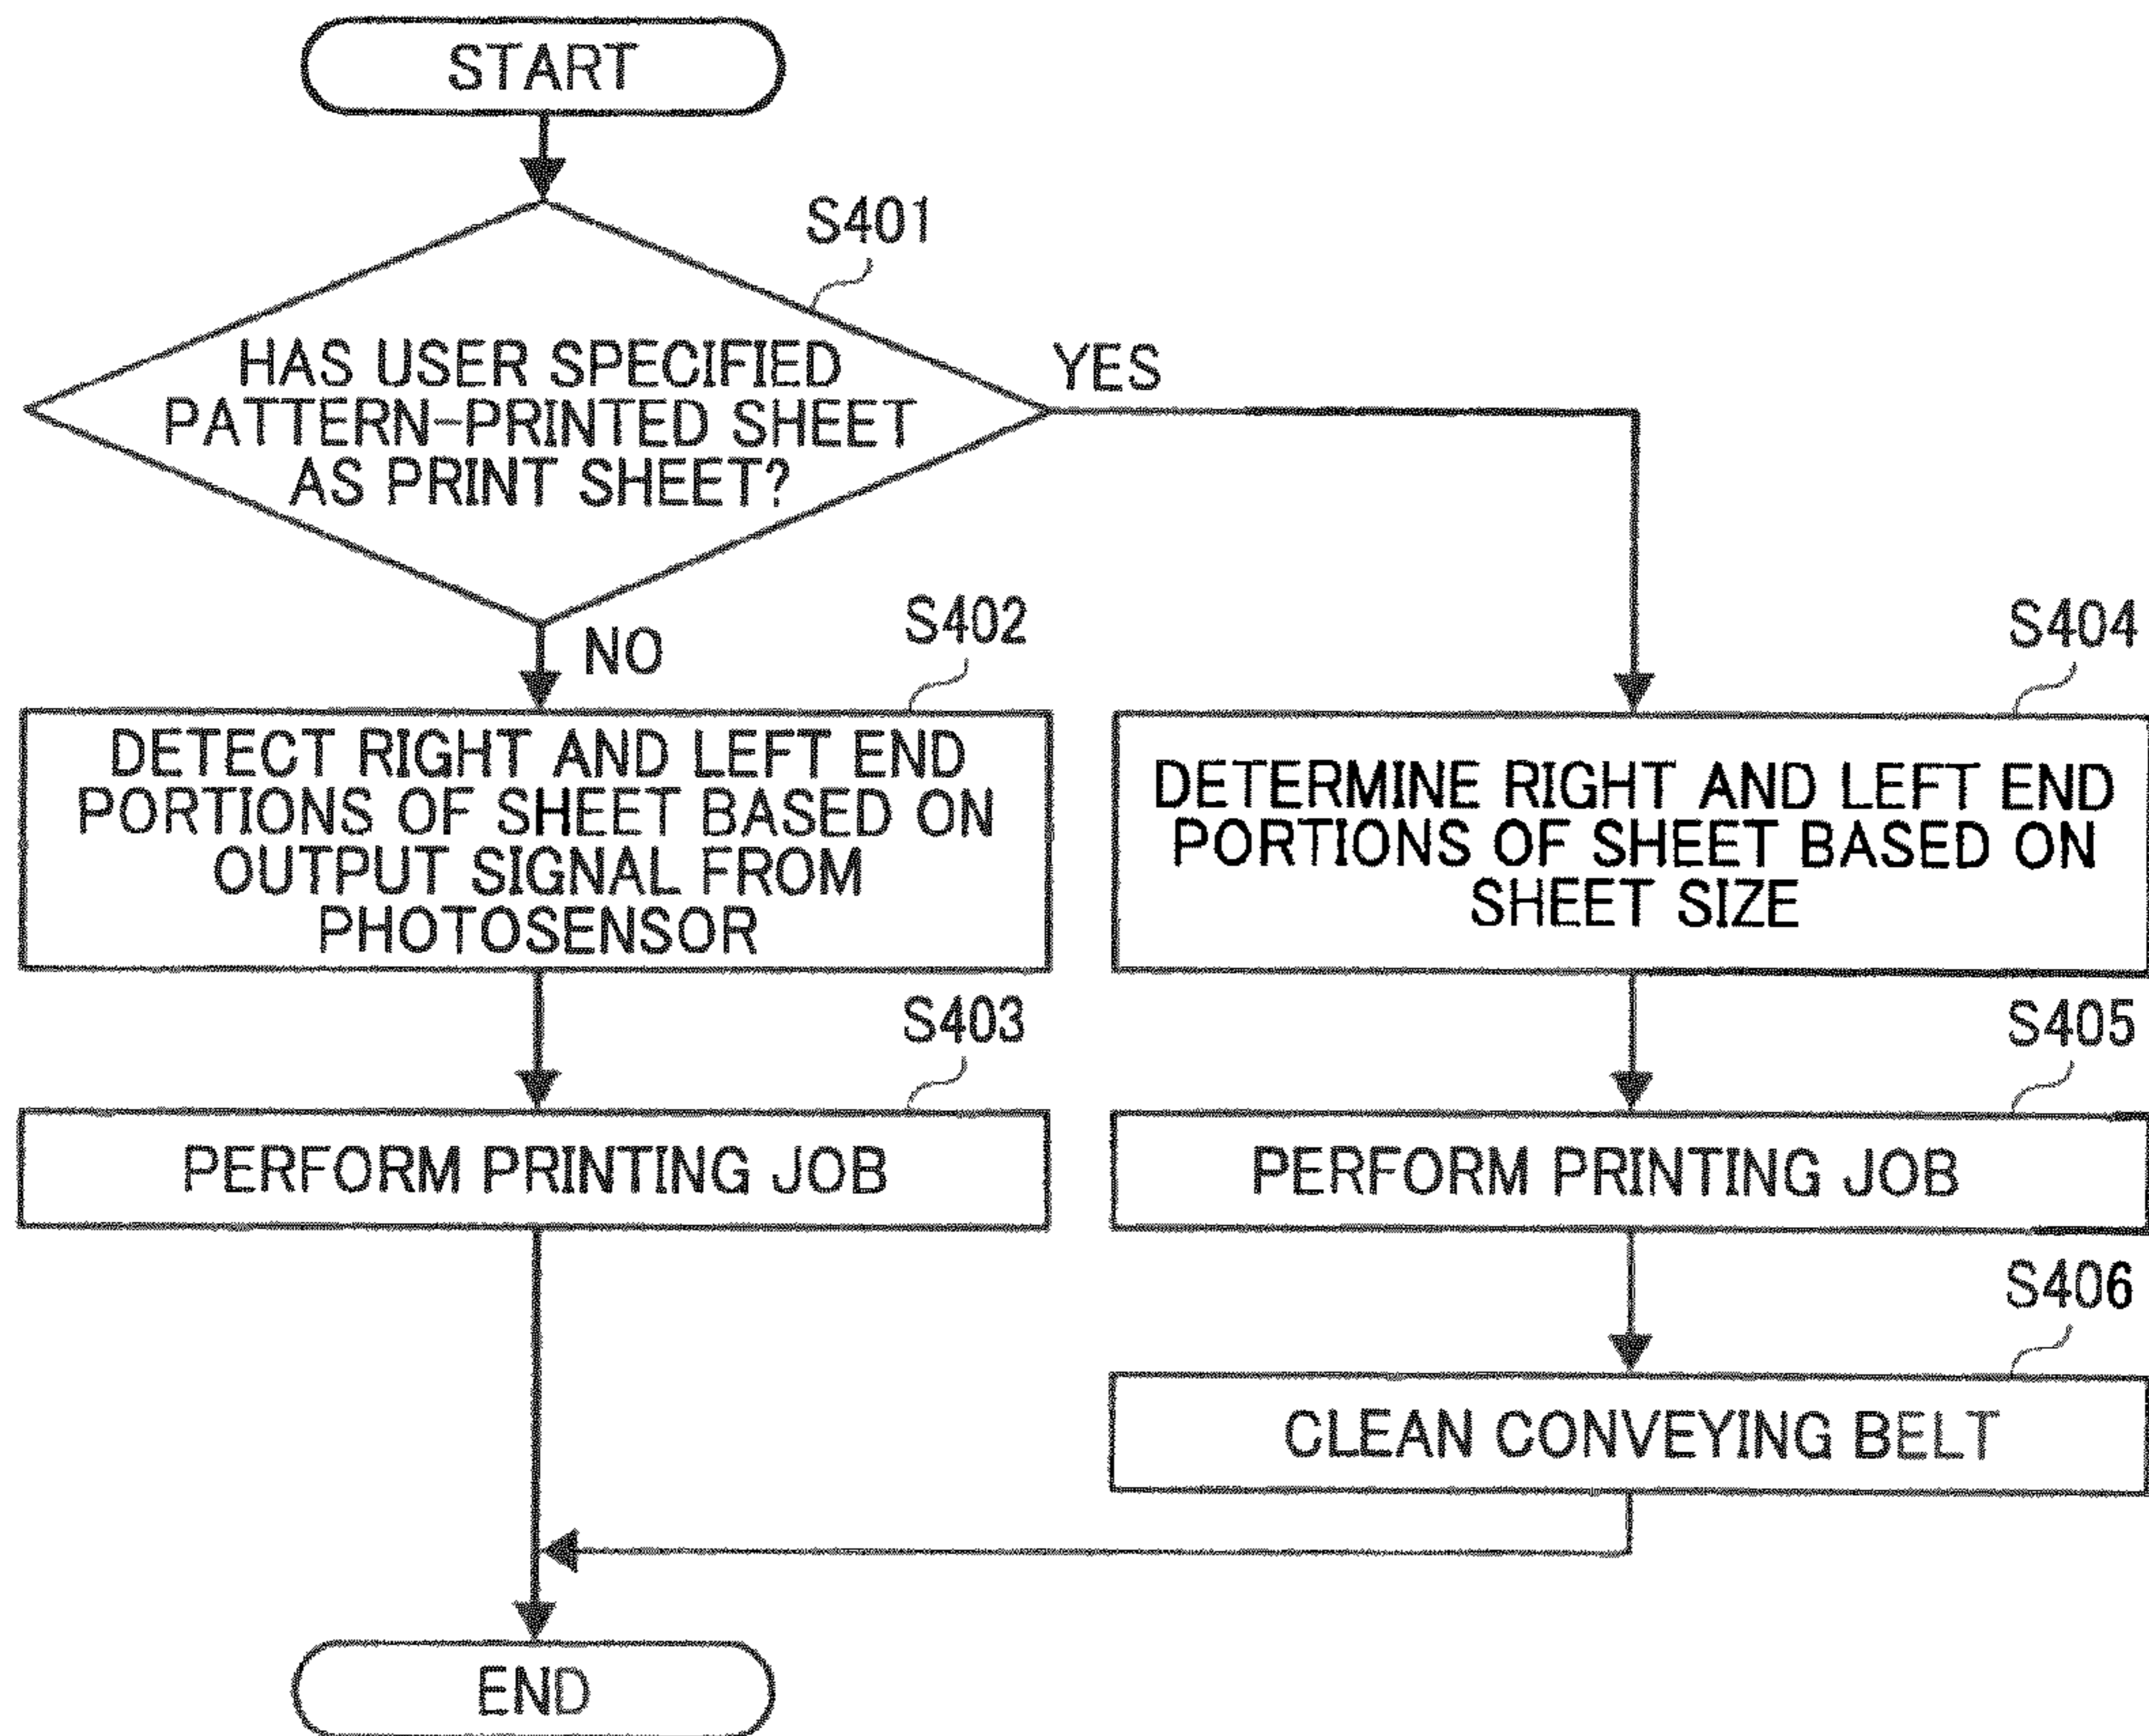 START
S401
HAS USER SPECIFIED
PATTERN-PRINTED SHEET
AS PRINT SHEET?
YES
NO
S402
DETECT RIGHT AND LEFT END
PORTIONS OF SHEET BASED ON
OUTPUT SIGNAL FROM
PHOTOSENSOR
S403
PERFORM PRINTING JOB
S404
DETERMINE RIGHT AND LEFT END
PORTIONS OF SHEET BASED ON
SHEET SIZE
S405
PERFORM PRINTING JOB
S406
CLEAN CONVEYING BELT
END